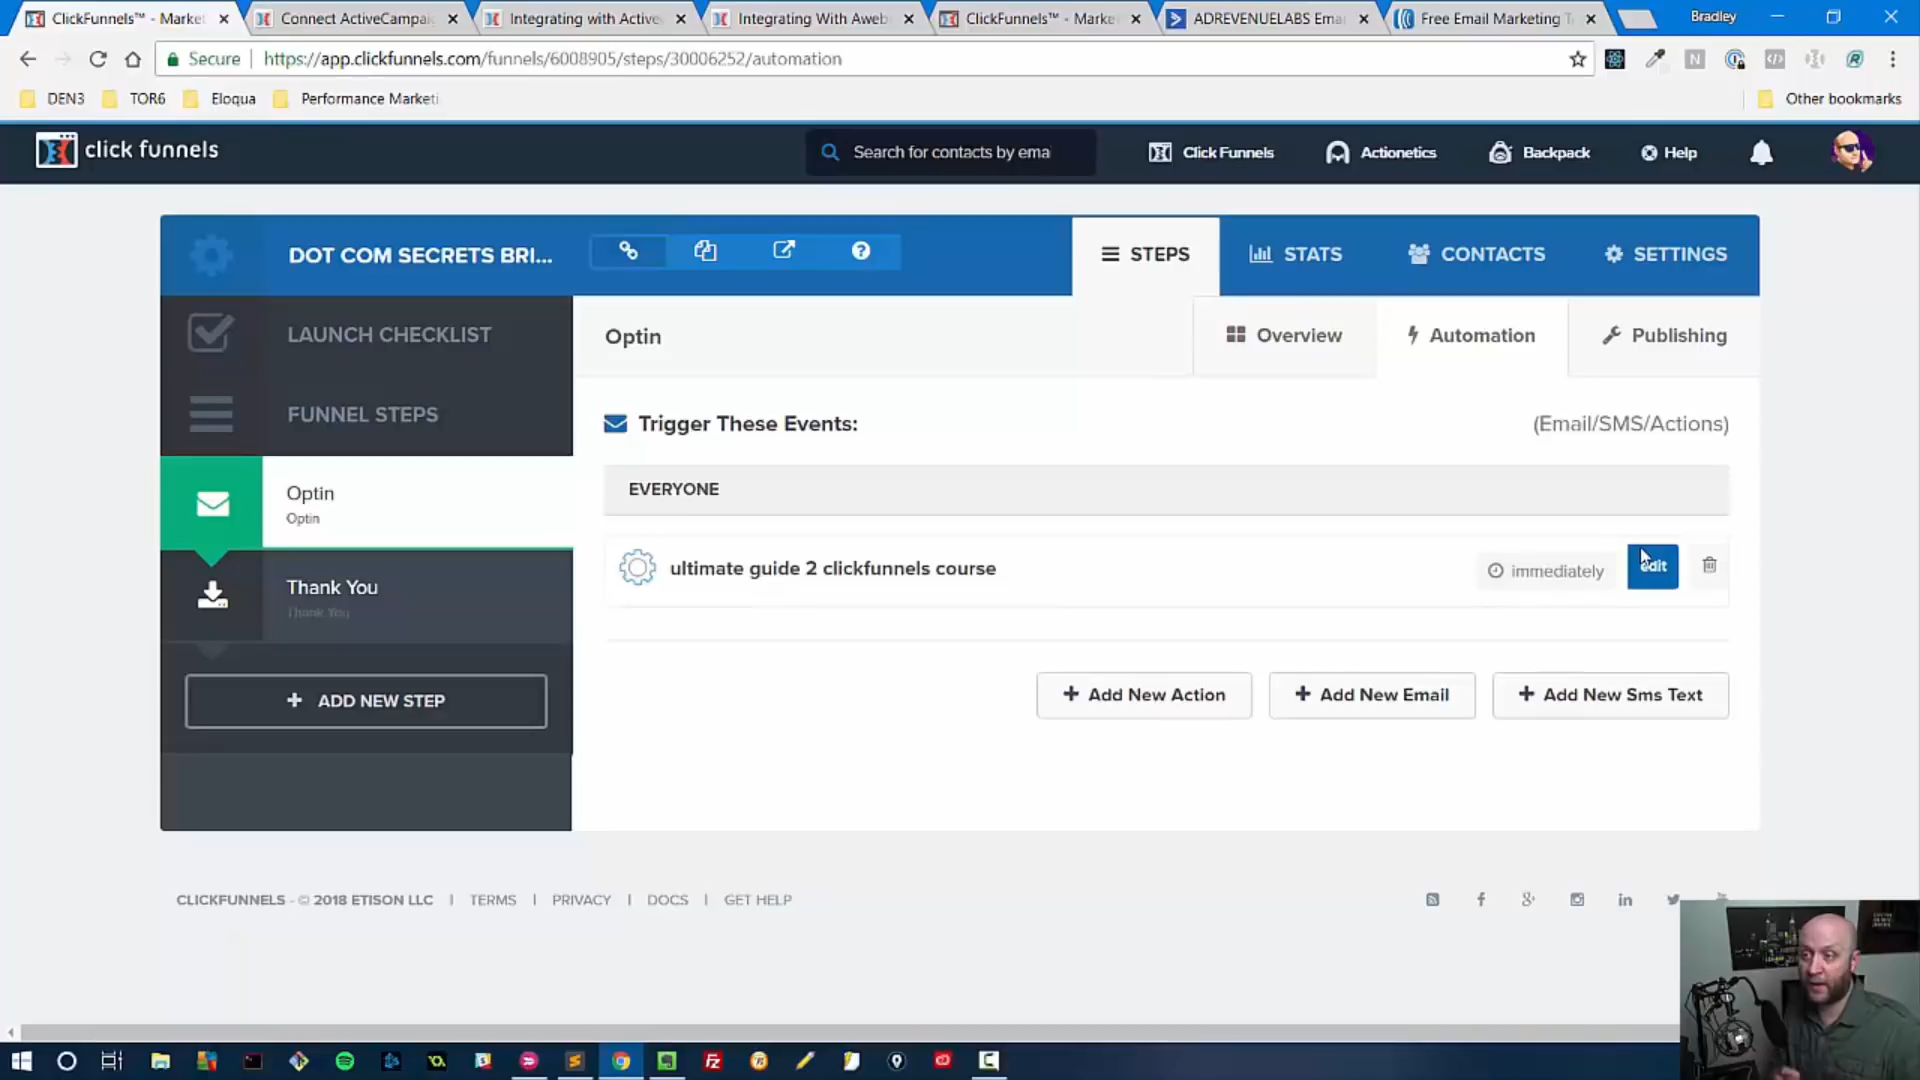 ClickFunnels™ - Market
Connect ActiveCampai
Integrating with Active
Integrating With Aweb
ClickFunnels™ - Marke
ADREVENUELABS Ema
Free Email Marketing T
Bradley
Secure
https://app.clickfunnels.com/funnels/6008905/steps/30006252/automation
DEN3
TOR6
Eloqua
Performance Marketi
Other bookmarks
click funnels
Search for contacts by emai
Click Funnels
Actionetics
Backpack
Help
DOT COM SECRETS BRI...
STEPS
STATS
CONTACTS
SETTINGS
LAUNCH CHECKLIST
FUNNEL STEPS
Optin
Optin
Thank You
Thank You
+ ADD NEW STEP
Optin
Overview
Automation
Publishing
Trigger These Events:
(Email/SMS/Actions)
EVERYONE
ultimate guide 2 clickfunnels course
immediately
edit
+ Add New Action
+ Add New Email
+ Add New Sms Text
CLICKFUNNELS - © 2018 ETISON LLC | TERMS | PRIVACY | DOCS | GET HELP